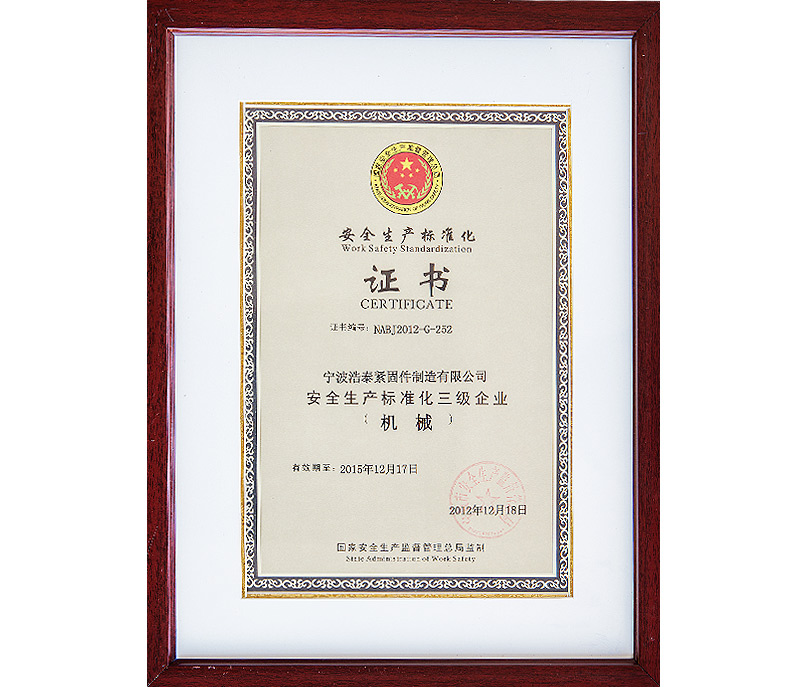 安全生产标准化
Work Safety Standardization
证书
CERTIFICATE
证书编号：NABJ2012-G-252
宁波浩泰紧固件制造有限公司
安全生产标准化三级企业
（机械）
有效期至：2015年12月17日
2012年12月18日
国家安全生产监督管理总局监制
State Administration of Work Safety